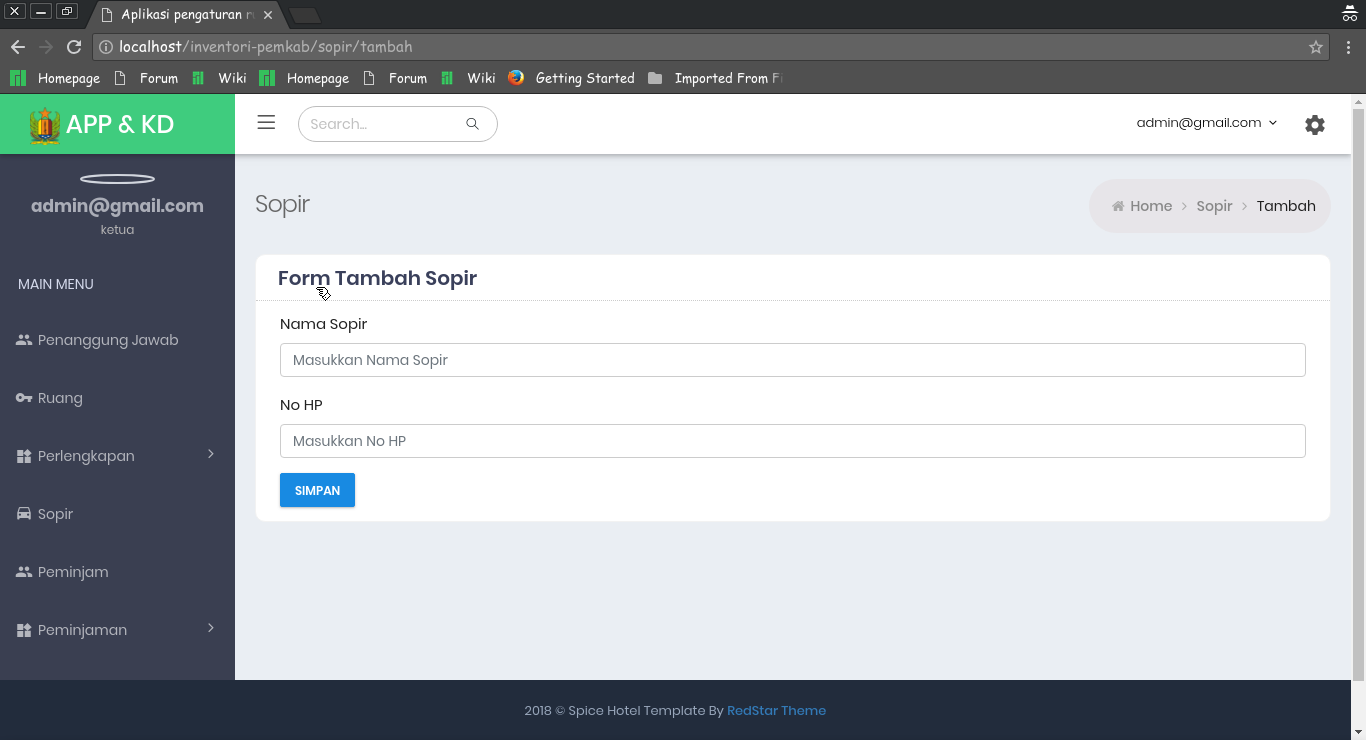 Aplikasi pengaturan
localhost/inventori-pemkab/sopir/tambah
Homepage Forum Wiki Homepage Forum Wiki Getting Started Imported From
APP & KD
Search...
admin@gmail.com
admin@gmail.com
ketua
MAIN MENU
Penanggung Jawab
Ruang
Perlengkapan
Sopir
Peminjam
Peminjaman
Sopir
Home > Sopir > Tambah
Form Tambah Sopir
Nama Sopir
Masukkan Nama Sopir
No HP
Masukkan No HP
SIMPAN
2018 © Spice Hotel Template By RedStar Theme